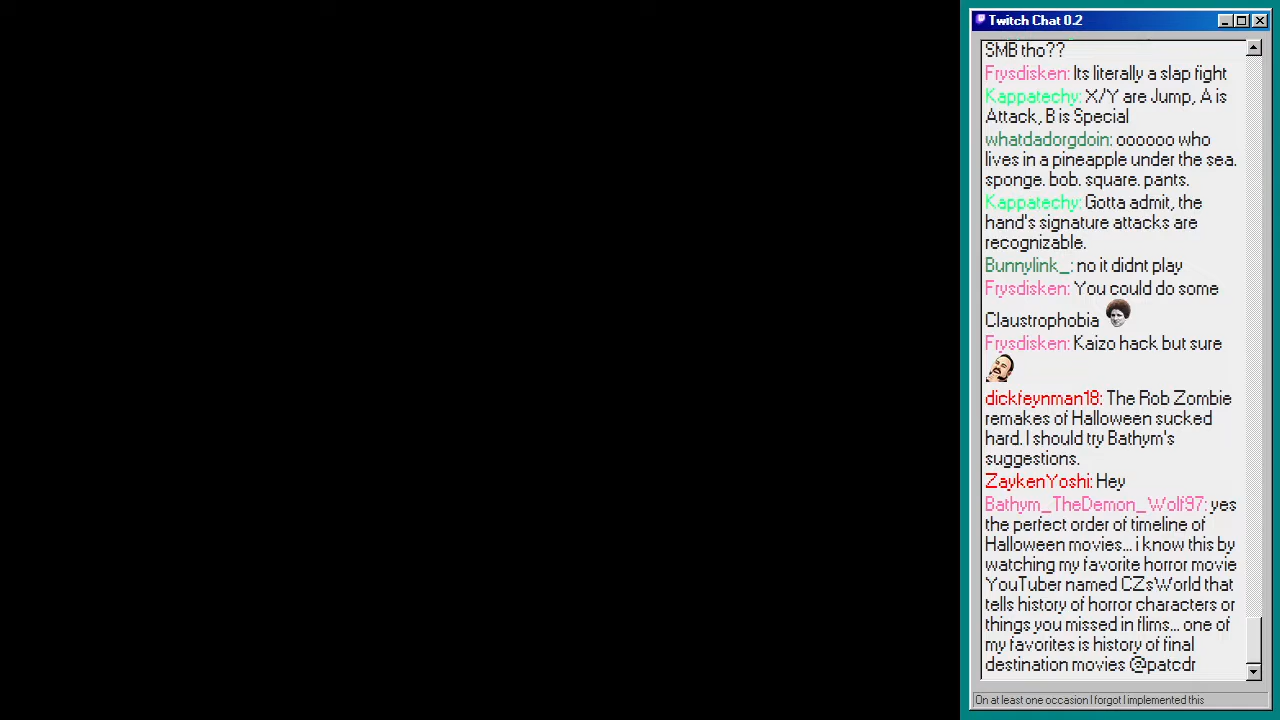 Twitch Chat 0.2
SMB tho??
Frysdisken: Its literally a slap fight
Kappatechy: X/Y are Jump, A is
Attack, B is Special
whatdadorgdoin: oooooo who
lives in a pineapple under the sea.
sponge. bob. square. pants.
Kappatechy: Gotta admit, the
hand's signature attacks are
recognizable.
Bunnylink_: no it didnt play
Frysdisken: You could do some
Claustrophobia
Frysdisken: Kaizo hack but sure
dickfeynman18: The Rob Zombie
remakes of Halloween sucked
hard. I should try Bathym's
suggestions.
ZaykenYoshi: Hey
Bathym_TheDemon_Wolf97: yes
the perfect order of timeline of
Halloween movies... i know this by
watching my favorite horror movie
YouTuber named CZsWorld that
tells history of horror characters or
things you missed in flims... one of
my favorites is history of final
destination movies @patcdr
On at least one occasion I forgot I implemented this